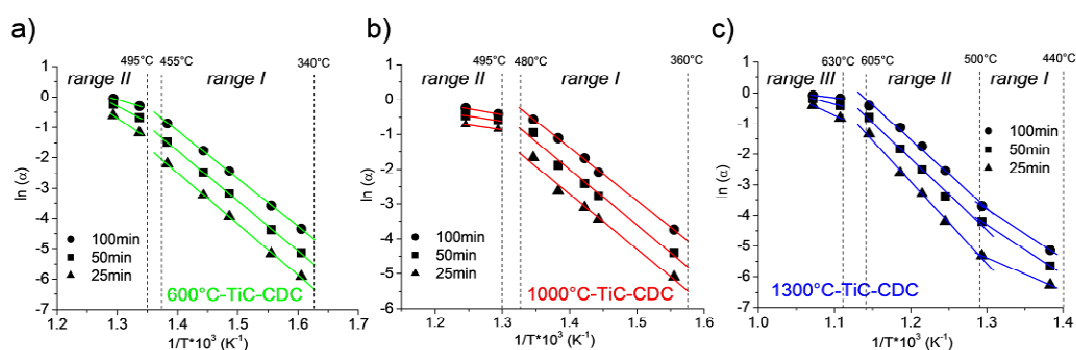 a)
495°C 455°C 340°C
range II range I
0
-1
-2
-3
-4
-5
-6
-7
ln (α)
100min
50min
25min
600°C-TiC-CDC
1.2 1.3 1.4 1.5 1.6 1.7
1/T*10³ (K⁻¹)
b)
495°C 480°C 360°C
range II range I
1
0
-1
-2
-3
-4
-5
-6
ln (α)
100min
50min
25min
1000°C-TiC-CDC
1.2 1.3 1.4 1.5 1.6
1/T*10³ (K⁻¹)
c)
630°C 605°C 500°C 440°C
range III range II range I
1
0
-1
-2
-3
-4
-5
-6
-7
ln (α)
100min
50min
25min
1300°C-TiC-CDC
1.0 1.1 1.2 1.3 1.4
1/T*10³ (K⁻¹)